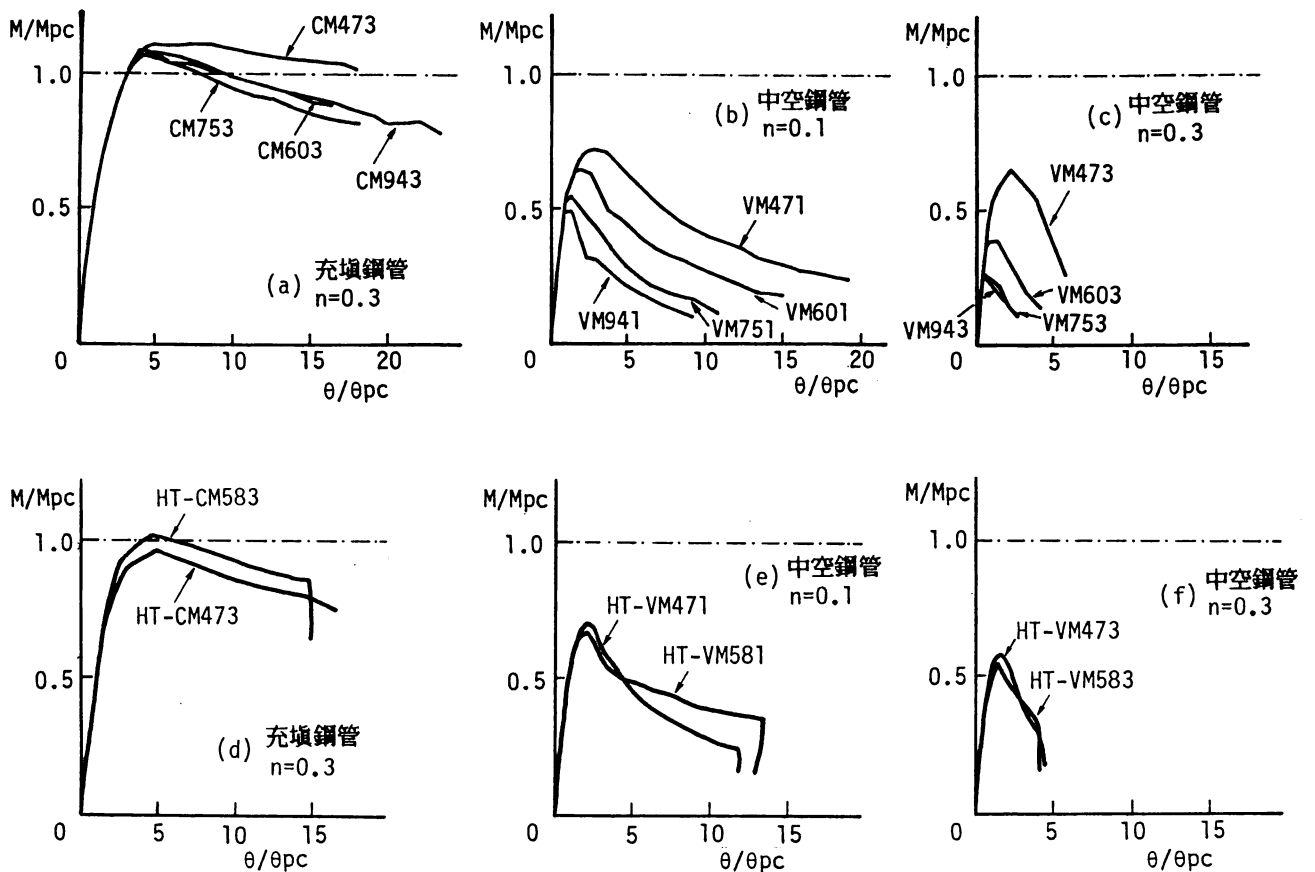 M/Mpc
1.0
0.5
0
5
10
15
20
θ/θpc
CM473
CM753
CM603
CM943
(a) 充塡鋼管
n=0.3
M/Mpc
1.0
0.5
0
5
10
15
20
θ/θpc
(b) 中空鋼管
n=0.1
VM471
VM601
VM751
VM941
M/Mpc
1.0
0.5
0
5
10
15
θ/θpc
(c) 中空鋼管
n=0.3
VM473
VM603
VM753
VM943
M/Mpc
1.0
0.5
0
5
10
15
θ/θpc
HT-CM583
HT-CM473
(d) 充塡鋼管
n=0.3
M/Mpc
1.0
0.5
0
5
10
15
θ/θpc
(e) 中空鋼管
n=0.1
HT-VM471
HT-VM581
M/Mpc
1.0
0.5
0
5
10
15
θ/θpc
(f) 中空鋼管
n=0.3
HT-VM473
HT-VM583